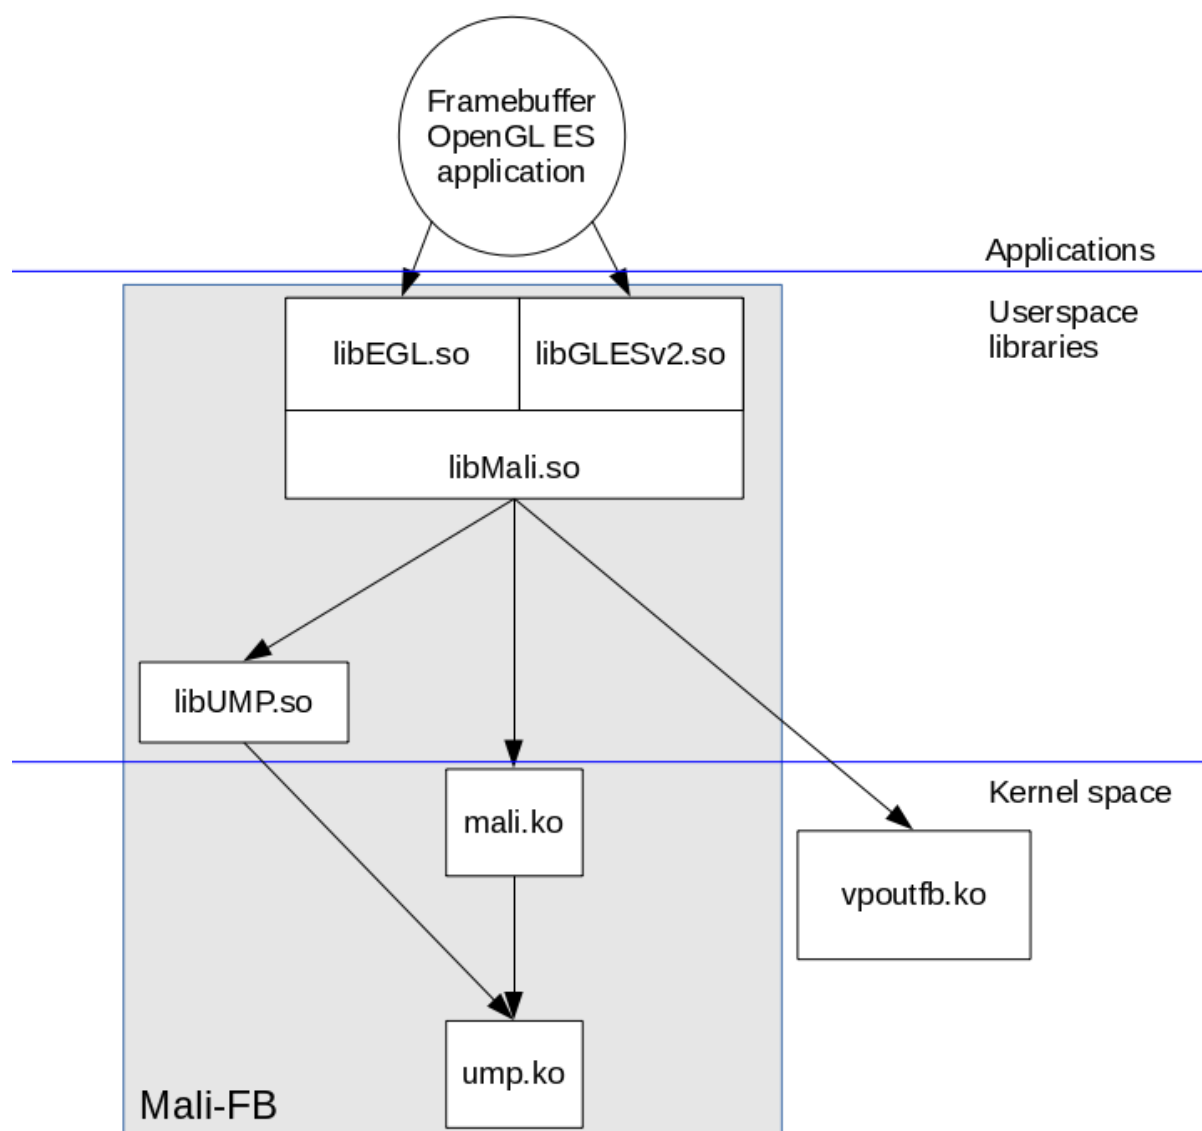 Framebuffer
OpenGL ES
application
Applications
Userspace
libraries
libEGL.so
libGLESv2.so
libMali.so
libUMP.so
Kernel space
mali.ko
vpoutfb.ko
ump.ko
Mali-FB